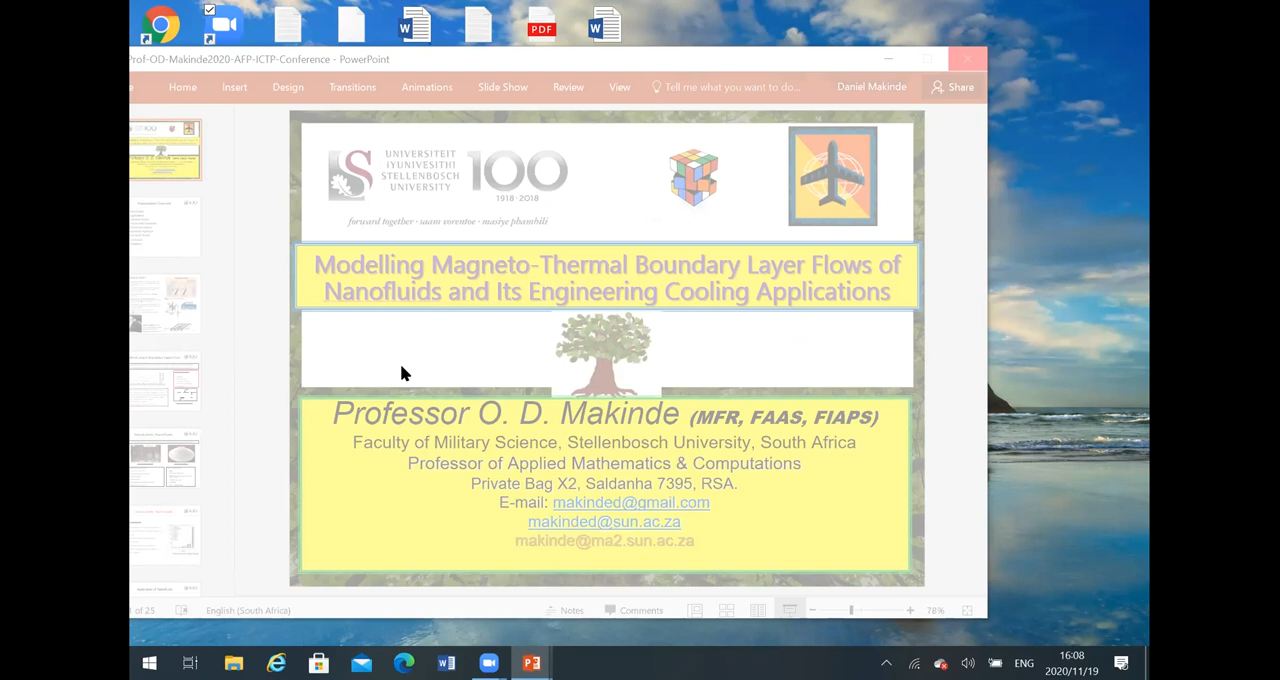 Prof-OD-Makinde2020-AFP-ICTP-Conference - PowerPoint
Home Insert Design Transitions Animations Slide Show Review View Tell me what you want to do... Daniel Makinde Share
UNIVERSITEIT
IYUNIVESITHI
STELLENBOSCH
UNIVERSITY
100
1918·2018
forward together · saam vorentoe · masiye phambili
Modelling Magneto-Thermal Boundary Layer Flows of
Nanofluids and Its Engineering Cooling Applications
Professor O. D. Makinde (MFR, FAAS, FIAPS)
Faculty of Military Science, Stellenbosch University, South Africa
Professor of Applied Mathematics & Computations
Private Bag X2, Saldanha 7395, RSA.
E-mail: makinded@gmail.com
makinded@sun.ac.za
makinde@ma2.sun.ac.za
of 25 English (South Africa) Notes Comments 78%
PDF
ENG
16:08
2020/11/19